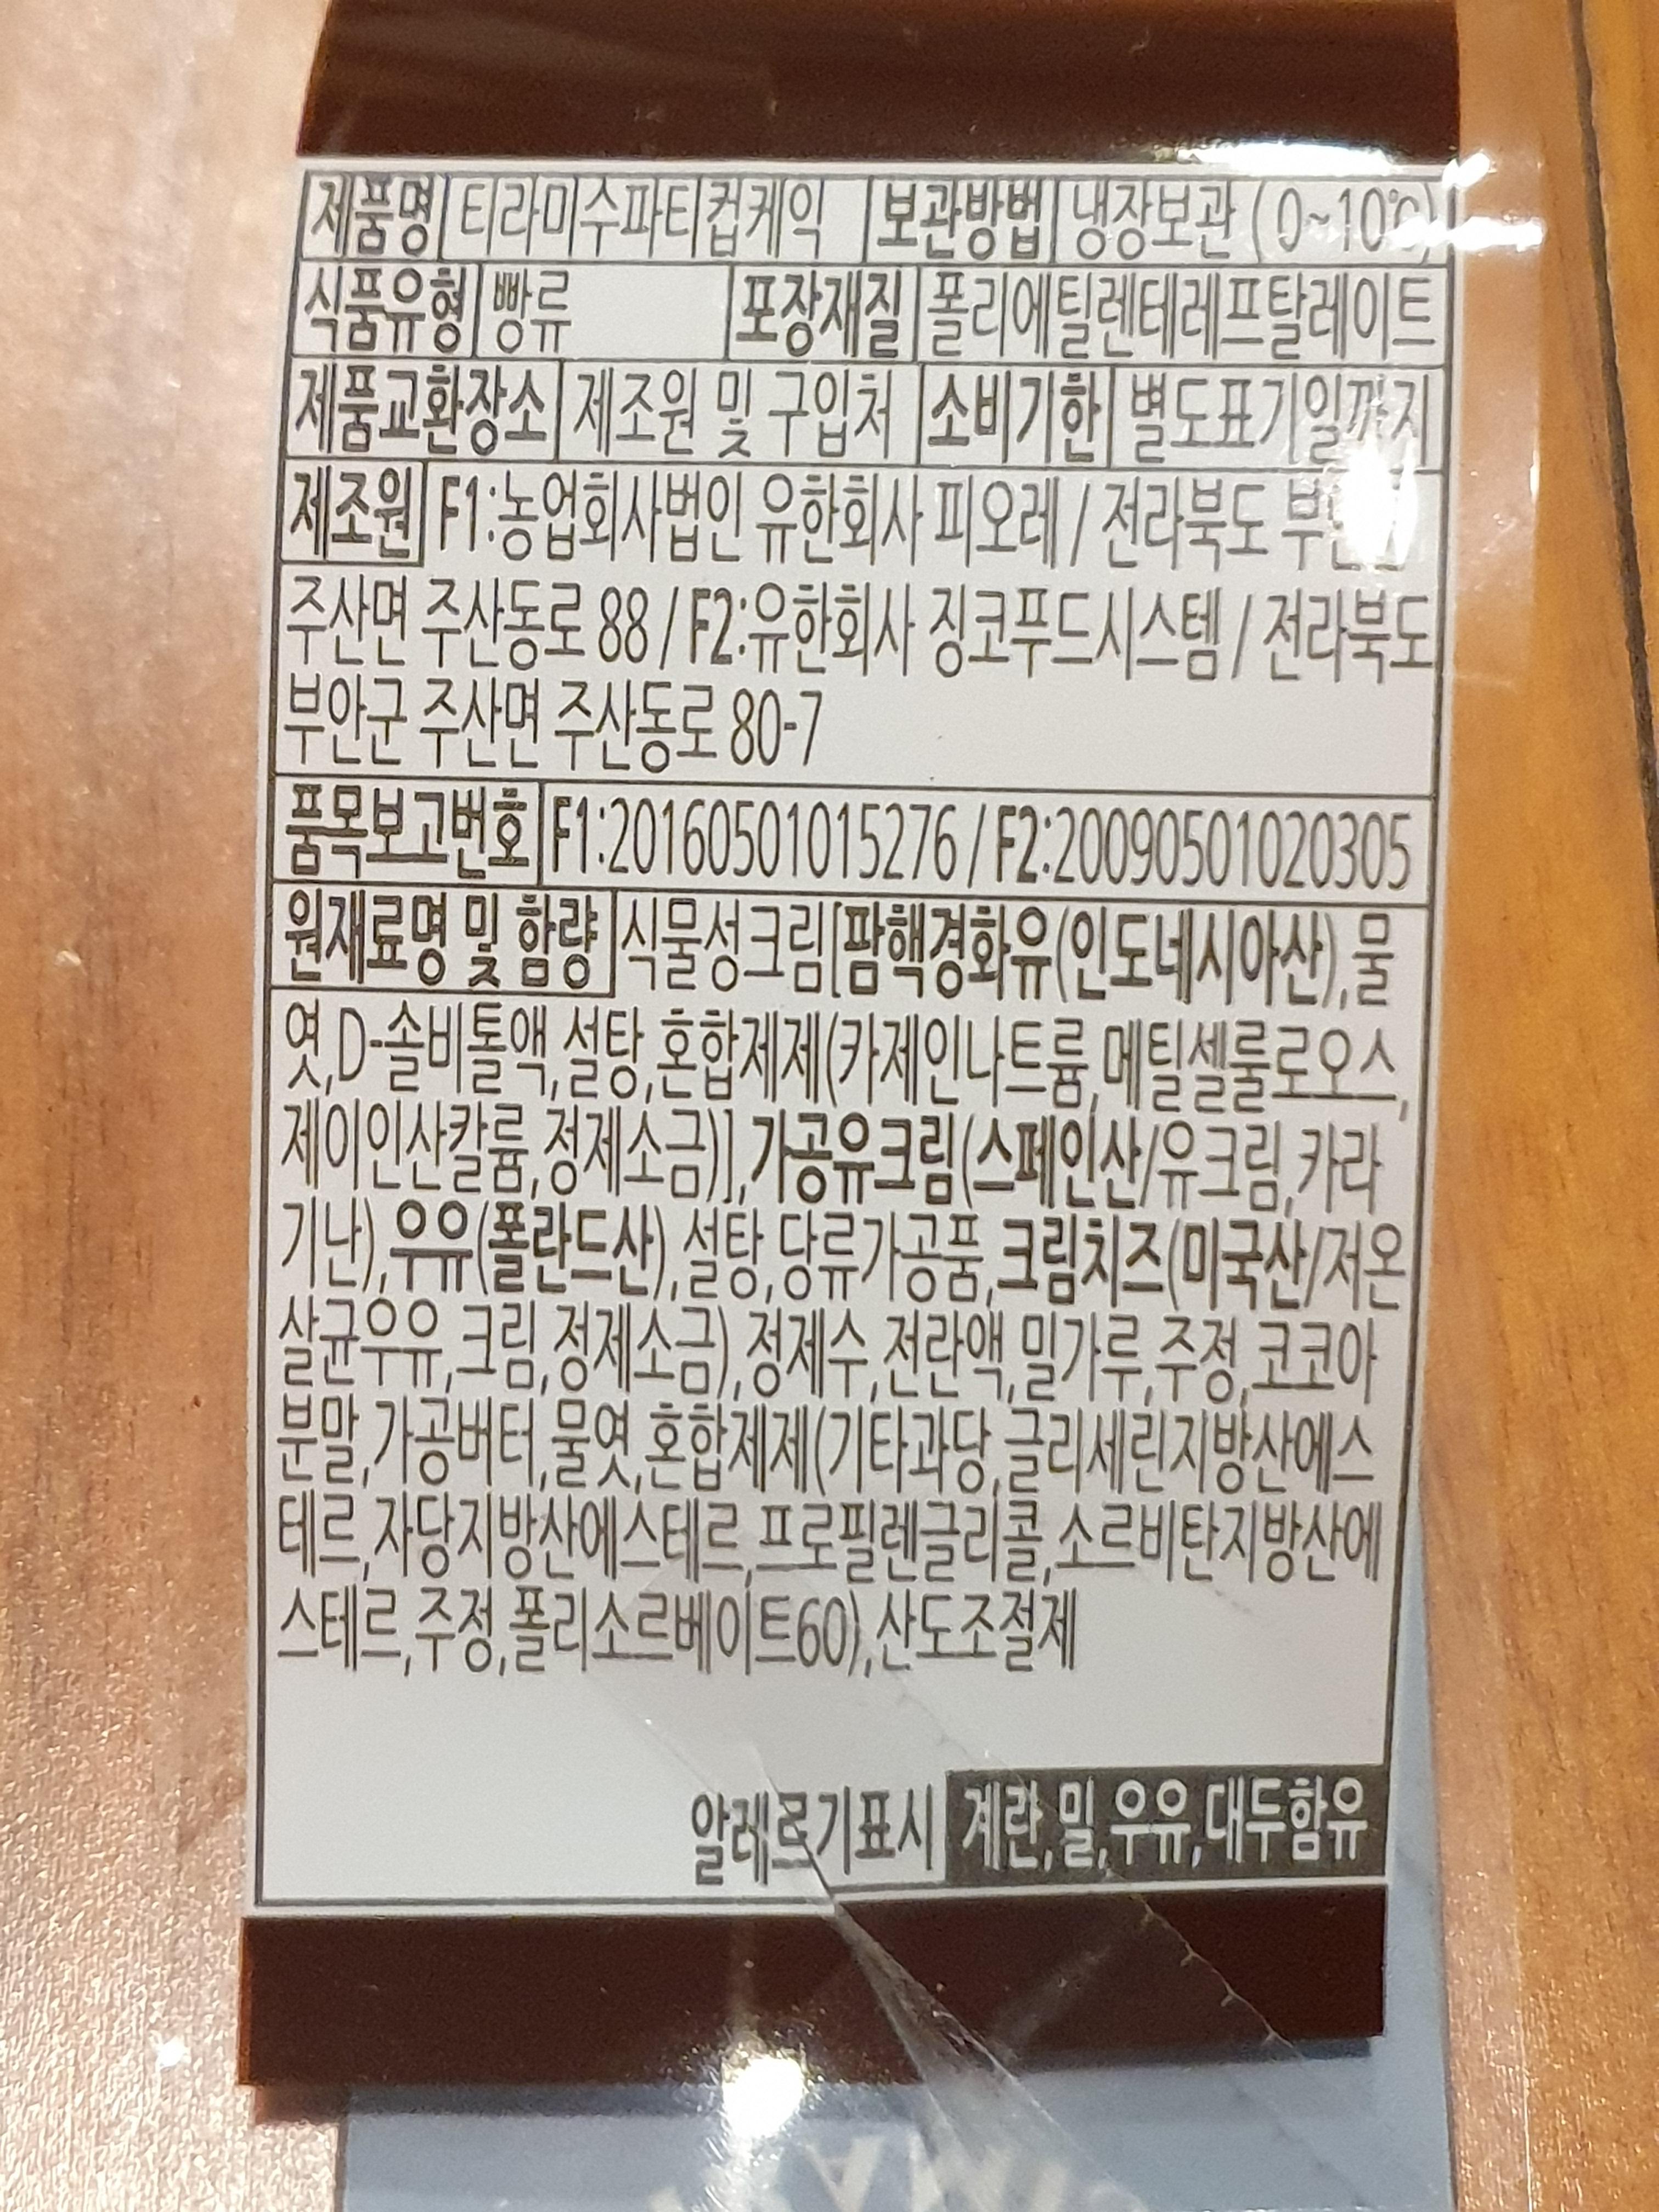 제품명 티라미수파티컵케익 보관방법 냉장보관 (0~10℃)
식품유형 빵류 포장재질 폴리에틸렌테레프탈레이트
제품교환장소 제조원 및 구입처 소비기한 별도표기일까지
제조원 F1:농업회사법인 유한회사 피오레 / 전라북도
주산면 주산동로 88 / F2:유한회사 징코푸드시스템 / 전라북도
부안군 주산면 주산동로 80-7
품목보고번호 F1:20160501015276 / F2:20090501020305
원재료명 및 함량 식물성크림[팜핵경화유(인도네시아산),물
엿,D-솔비톨액,설탕,혼합제제(카제인나트륨,메틸셀룰로오스,
제이인산칼륨,정제소금)],가공유크림(스페인산/유크림,카라
기난),우유(폴란드산),설탕,당류가공품,크림치즈(미국산/저온
살균우유,크림,정제소금),정제수,전란액,밀가루,주정,코코아
분말,가공버터,물엿,혼합제제(기타과당,글리세린지방산에스
테르,자당지방산에스테르,프로필렌글리콜,소르비탄지방산에
스테르,주정,폴리소르베이트60),산도조절제
알레르기표시 계란,밀,우유,대두함유